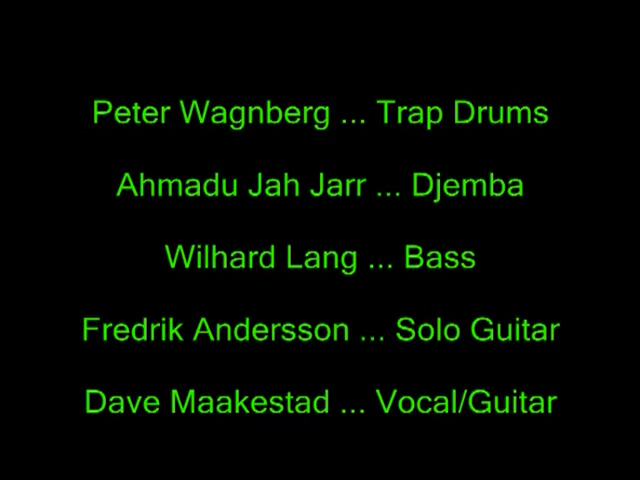 Peter Wagnberg ... Trap Drums
Ahmadu Jah Jarr ... Djemba
Wilhard Lang ... Bass
Fredrik Andersson ... Solo Guitar
Dave Maakestad ... Vocal/Guitar